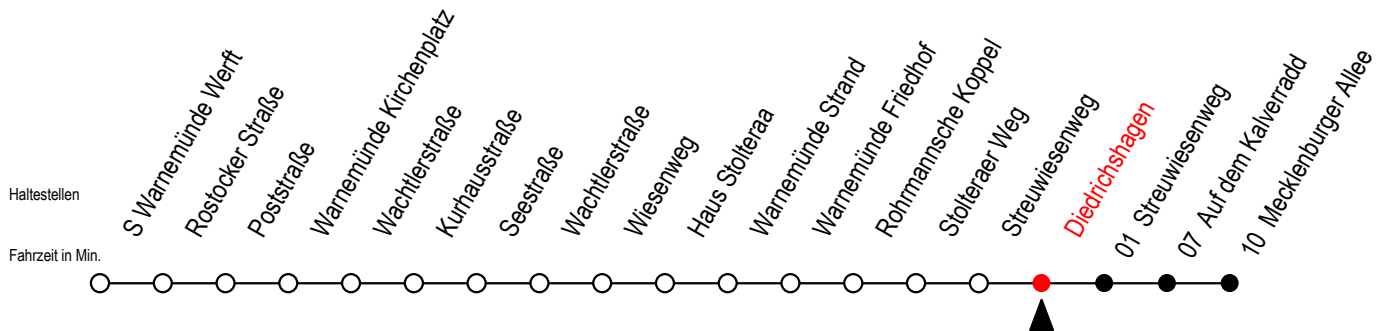 S Warnemünde Werft
Rostocker Straße
Poststraße
Warnemünde Kirchenplatz
Wachtlerstraße
Kurhausstraße
Seestraße
Wachtlerstraße
Wiesenweg
Haus Stolteraa
Warnemünde Strand
Warnemünde Friedhof
Rohrmannsche Koppel
Stolteraer Weg
Streuwiesenweg
Diedrichshagen
01 Streuwiesenweg
07 Auf dem Kalverradd
10 Mecklenburger Allee
Haltestellen
Fahrzeit in Min.